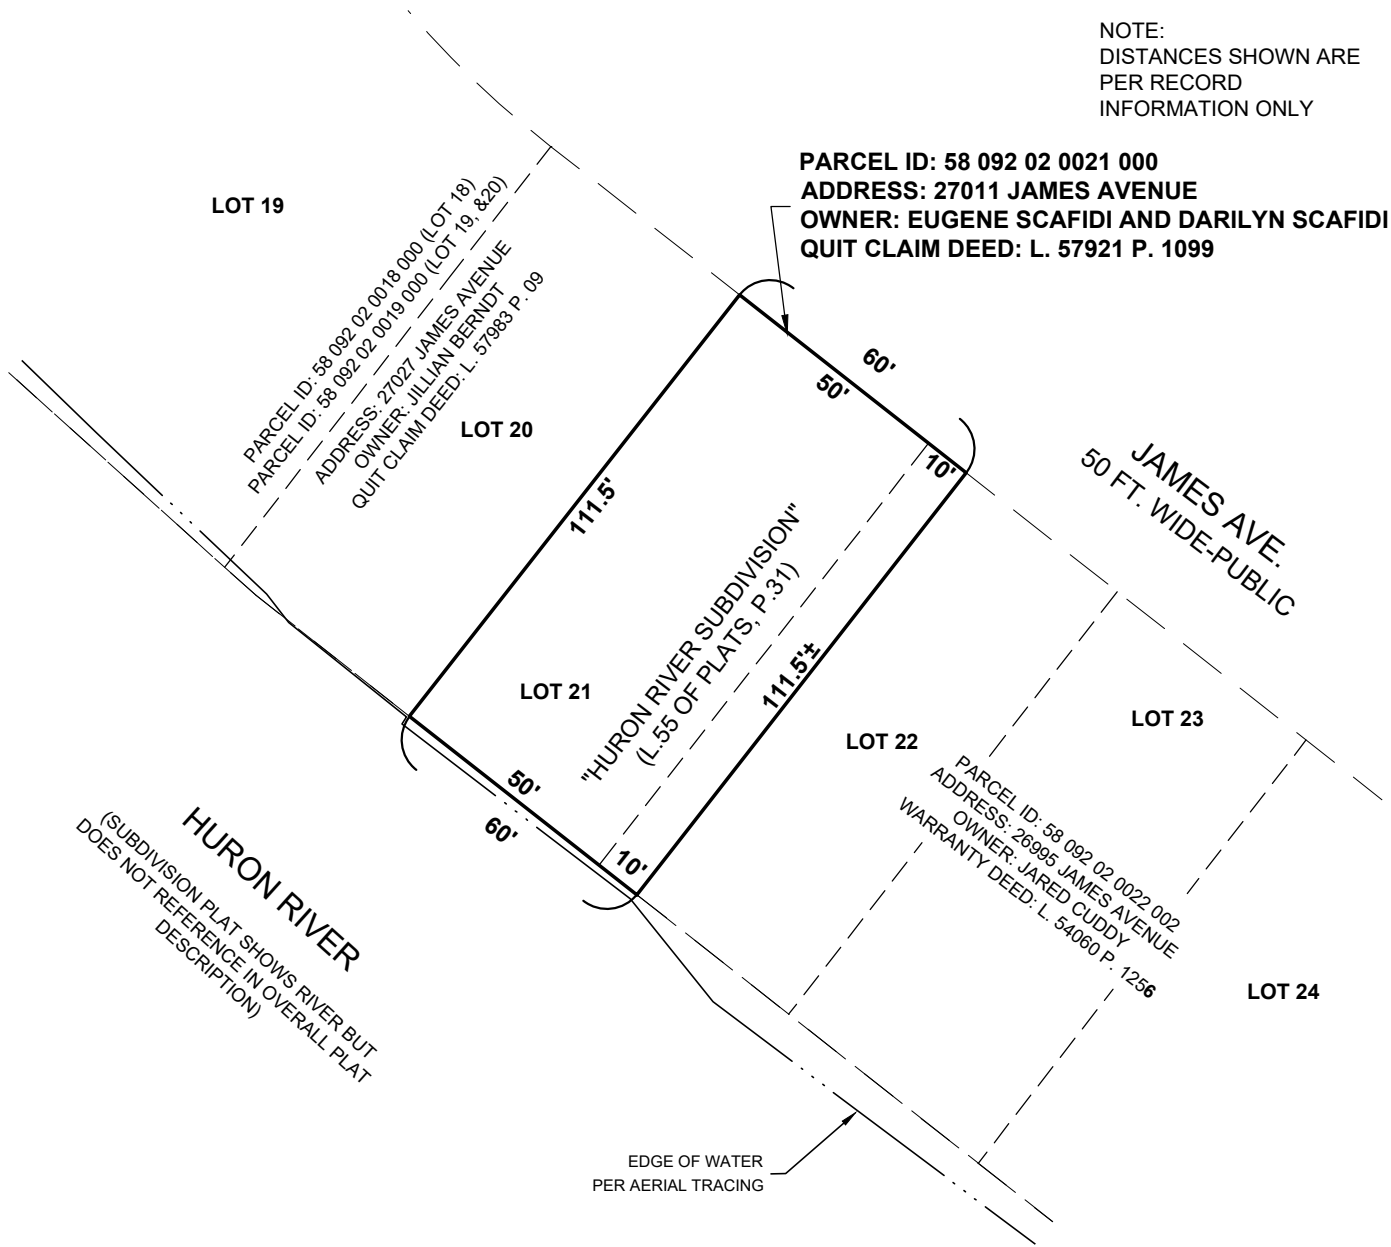 NOTE:
DISTANCES SHOWN ARE
PER RECORD
INFORMATION ONLY
PARCEL ID: 58 092 02 0021 000
ADDRESS: 27011 JAMES AVENUE
OWNER: EUGENE SCAFIDI AND DARILYN SCAFIDI
QUIT CLAIM DEED: L. 57921 P. 1099
LOT 19
PARCEL ID: 58 092 02 0018 000 (LOT 18)
PARCEL ID: 58 092 02 0019 000 (LOT 19, &20)
ADDRESS: 27027 JAMES AVENUE
OWNER: JILLIAN BERNDT
QUIT CLAIM DEED: L. 57983 P. 09
LOT 20
60'
50'
10'
111.5'
JAMES AVE.
50 FT. WIDE-PUBLIC
"HURON RIVER SUBDIVISION"
(L.55 OF PLATS, P.31)
111.5'±
LOT 21
LOT 22
LOT 23
50'
60'
10'
PARCEL ID: 58 092 02 0022 002
ADDRESS: 26995 JAMES AVENUE
OWNER: JARED CUDDY
WARRANTY DEED: L. 54060 P. 1256
LOT 24
HURON RIVER
(SUBDIVISION PLAT SHOWS RIVER BUT
DOES NOT REFERENCE IN OVERALL PLAT
DESCRIPTION)
EDGE OF WATER
PER AERIAL TRACING